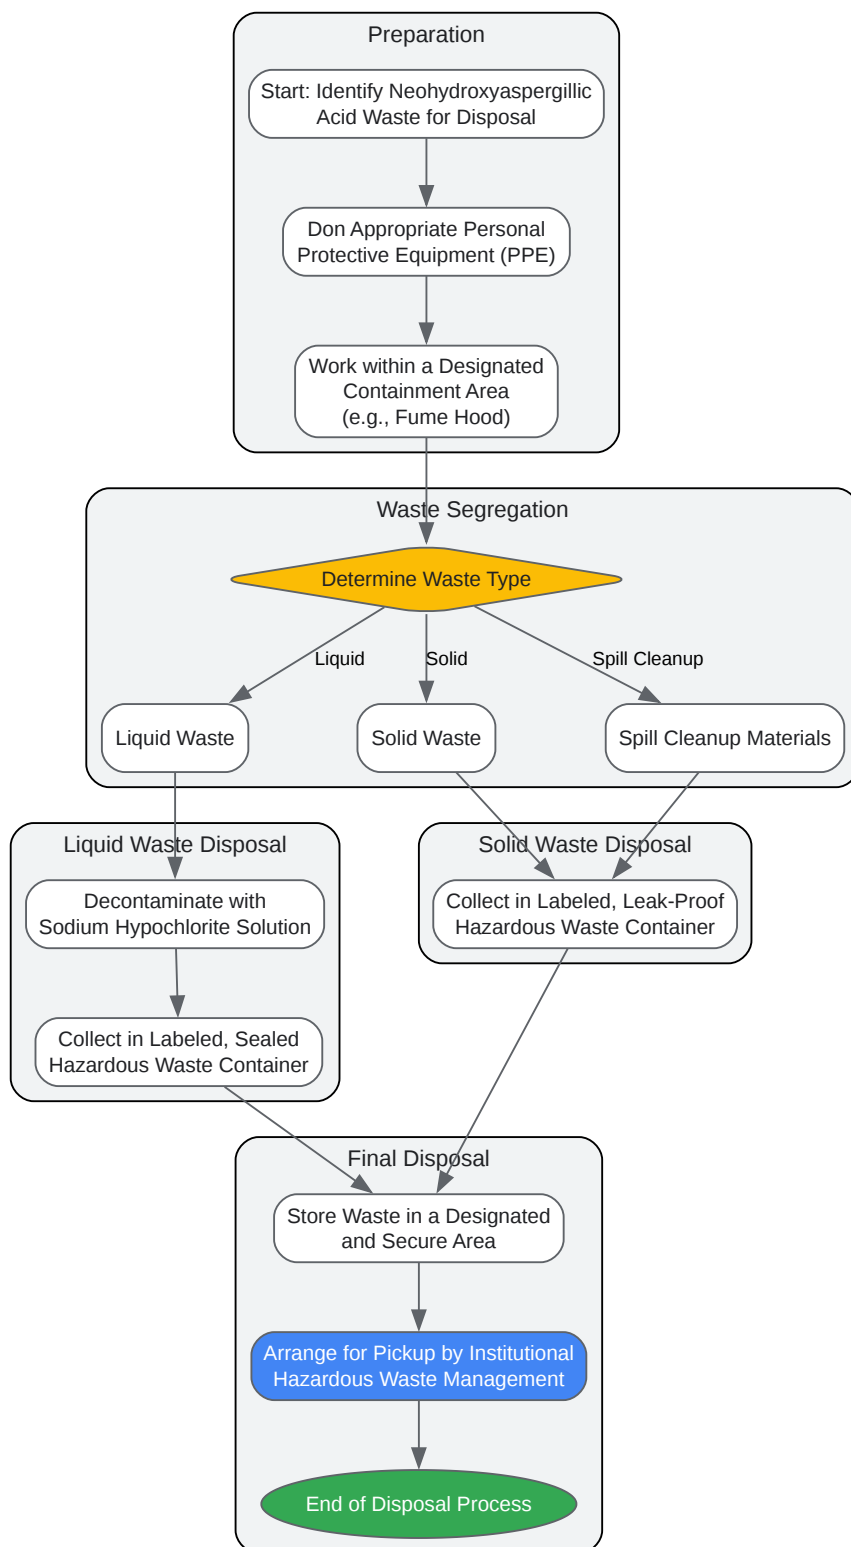 Preparation
Start: Identify Neohydroxyaspergillic
Acid Waste for Disposal
Don Appropriate Personal
Protective Equipment (PPE)
Work within a Designated
Containment Area
(e.g., Fume Hood)
Waste Segregation
Determine Waste Type
Liquid
Solid
Spill Cleanup
Liquid Waste
Solid Waste
Spill Cleanup Materials
Liquid Waste Disposal
Decontaminate with
Sodium Hypochlorite Solution
Collect in Labeled, Sealed
Hazardous Waste Container
Solid Waste Disposal
Collect in Labeled, Leak-Proof
Hazardous Waste Container
Final Disposal
Store Waste in a Designated
and Secure Area
Arrange for Pickup by Institutional
Hazardous Waste Management
End of Disposal Process